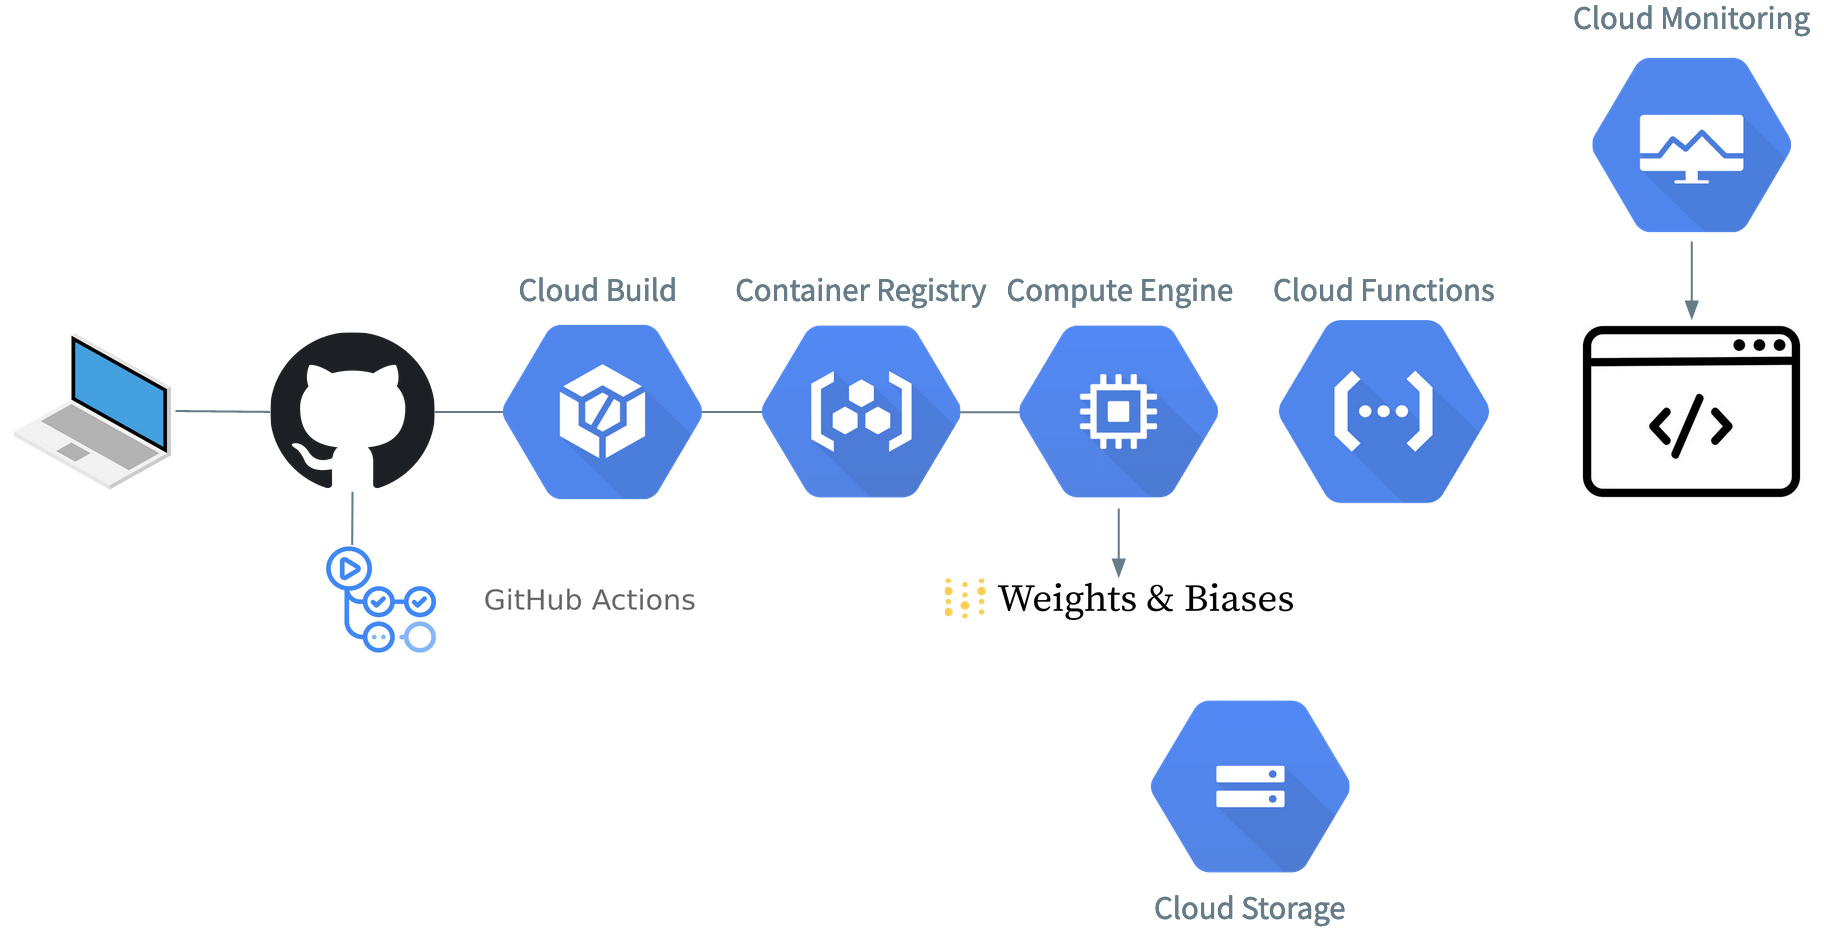 Cloud Monitoring
Cloud Build
Container Registry
Compute Engine
Cloud Functions
GitHub Actions
Weights & Biases
Cloud Storage